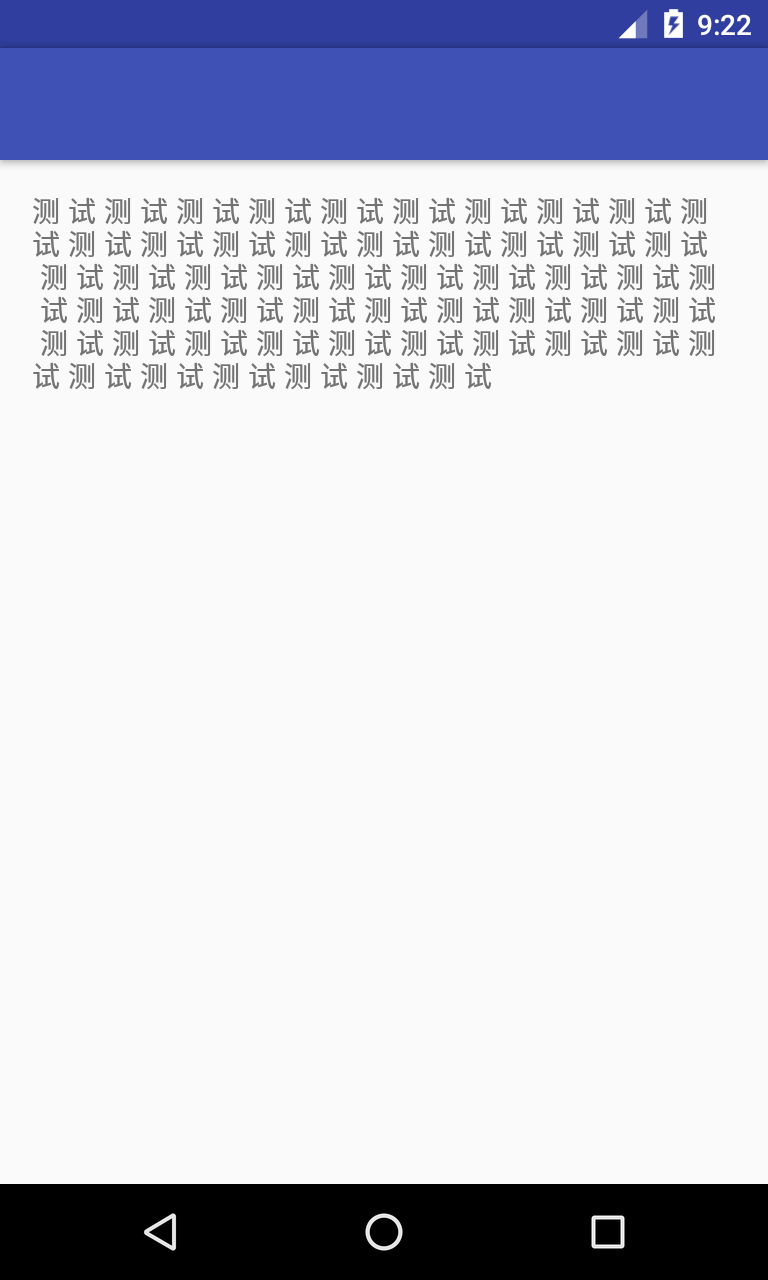 9:22
测 试 测 试 测 试 测 试 测 试 测 试 测 试 测 试 测 试 测
试 测 试 测 试 测 试 测 试 测 试 测 试 测 试 测 试 测 试
测 试 测 试 测 试 测 试 测 试 测 试 测 试 测 试 测 试 测
试 测 试 测 试 测 试 测 试 测 试 测 试 测 试 测 试 测 试
测 试 测 试 测 试 测 试 测 试 测 试 测 试 测 试 测 试 测
试 测 试 测 试 测 试 测 试 测 试 测 试